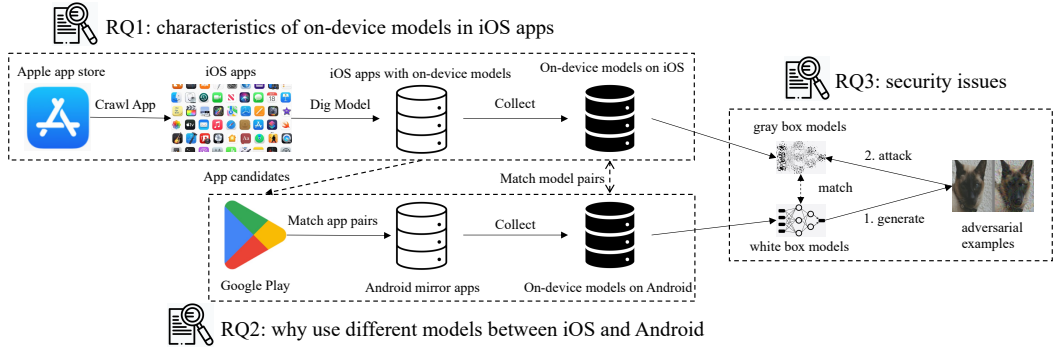 RQ1: characteristics of on-device models in iOS apps
Apple app store
iOS apps
iOS apps with on-device models
On-device models on iOS
Crawl App
Dig Model
Collect
App candidates
Match model pairs
Match app pairs
Collect
Google Play
Android mirror apps
On-device models on Android
RQ2: why use different models between iOS and Android
RQ3: security issues
gray box models
2. attack
match
1. generate
white box models
adversarial
examples